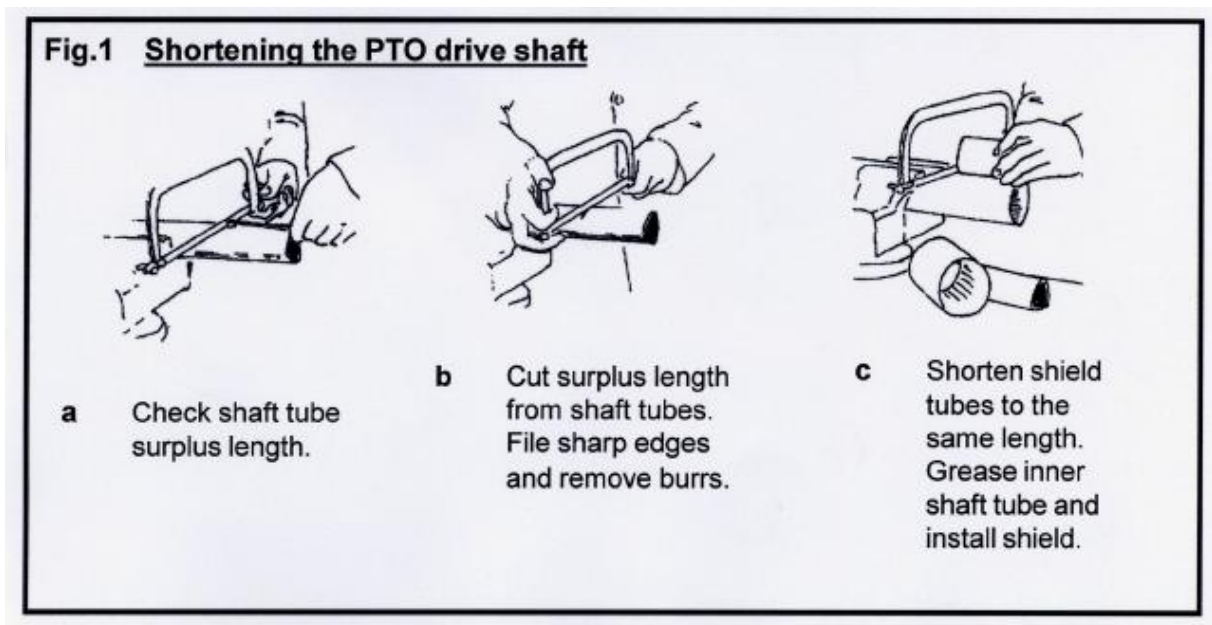 Fig.1 Shortening the PTO drive shaft
a Check shaft tube
surplus length.
b Cut surplus length
from shaft tubes.
File sharp edges
and remove burrs.
c Shorten shield
tubes to the
same length.
Grease inner
shaft tube and
install shield.